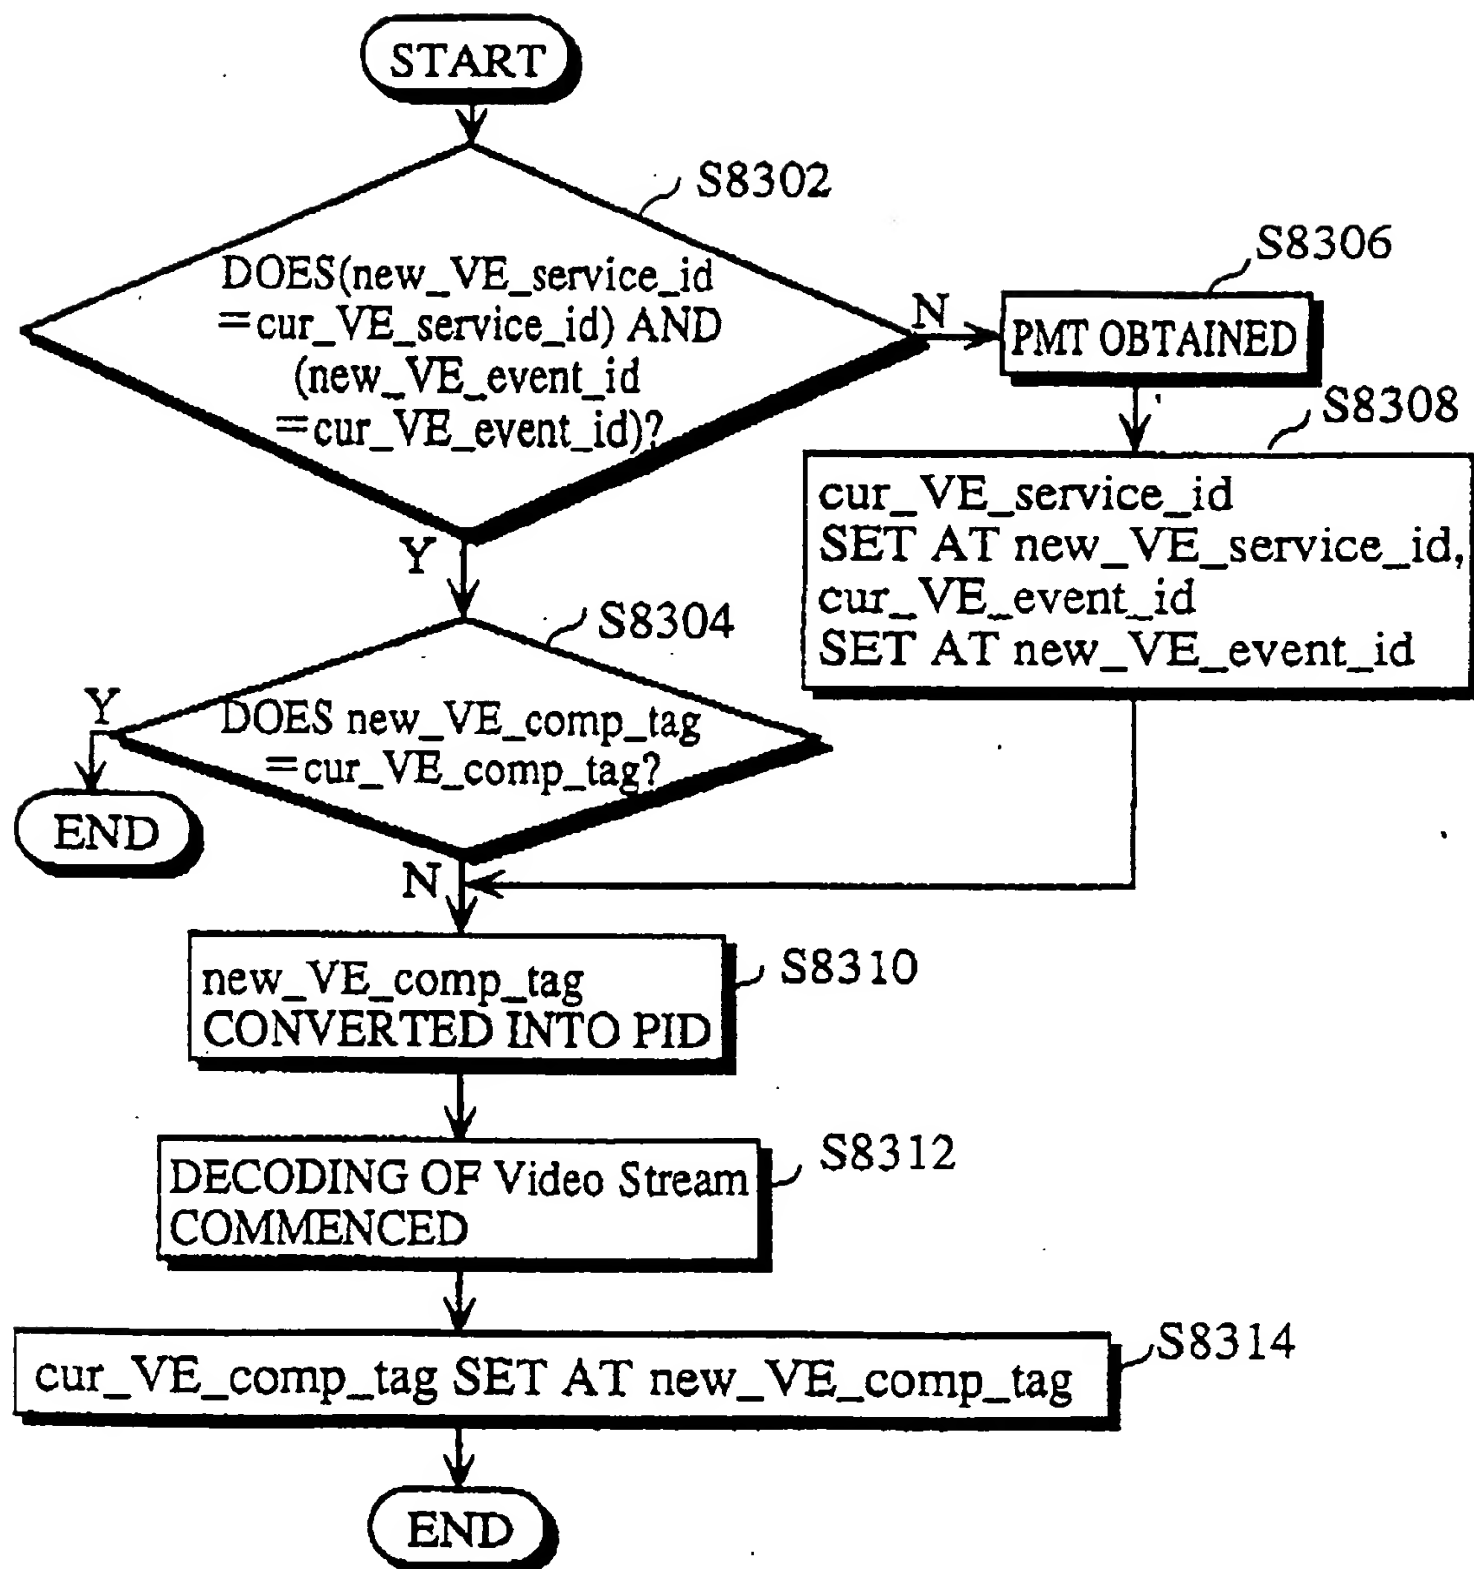 START
S8302
DOES(new_VE_service_id
=cur_VE_service_id) AND
(new_VE_event_id
=cur_VE_event_id)?
N
S8306
PMT OBTAINED
S8308
cur_VE_service_id
SET AT new_VE_service_id,
cur_VE_event_id
SET AT new_VE_event_id
Y
S8304
DOES new_VE_comp_tag
=cur_VE_comp_tag?
Y
END
N
S8310
new_VE_comp_tag
CONVERTED INTO PID
S8312
DECODING OF Video Stream
COMMENCED
S8314
cur_VE_comp_tag SET AT new_VE_comp_tag
END